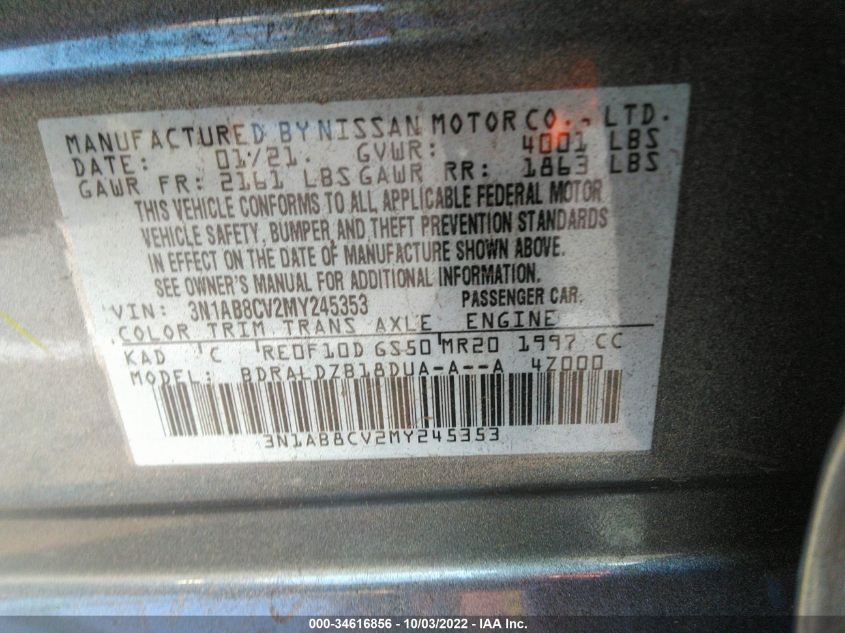 MANUFACTURED BY NISSAN MOTOR CO., LTD.
DATE: 01/21. GVWR: 4001 LBS
GAWR FR: 2161 LBS GAWR RR: 1863 LBS
THIS VEHICLE CONFORMS TO ALL APPLICABLE FEDERAL MOTOR
VEHICLE SAFETY, BUMPER, AND THEFT PREVENTION STANDARDS
IN EFFECT ON THE DATE OF MANUFACTURE SHOWN ABOVE.
SEE OWNER'S MANUAL FOR ADDITIONAL INFORMATION.
VIN: 3N1AB8CV2MY245353 PASSENGER CAR
COLOR TRIM TRANS AXLE ENGINE
KAD C RE0F10D GS50 MR20 1997 CC
MODEL: BDRALDZB18DUA-A--A 4Z000
3N1AB8CV2MY245353
000-34616856 - 10/03/2022 - IAA Inc.